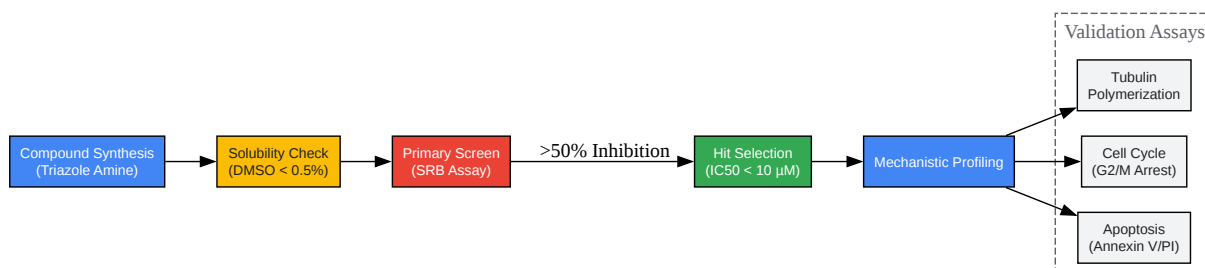 Validation Assays
Tubulin
Polymerization
Compound Synthesis
(Triazole Amine)
Solubility Check
(DMSO < 0.5%)
Primary Screen
(SRB Assay)
>50% Inhibition
Hit Selection
(IC50 < 10 µM)
Mechanistic Profiling
Cell Cycle
(G2/M Arrest)
Apoptosis
(Annexin V/PI)